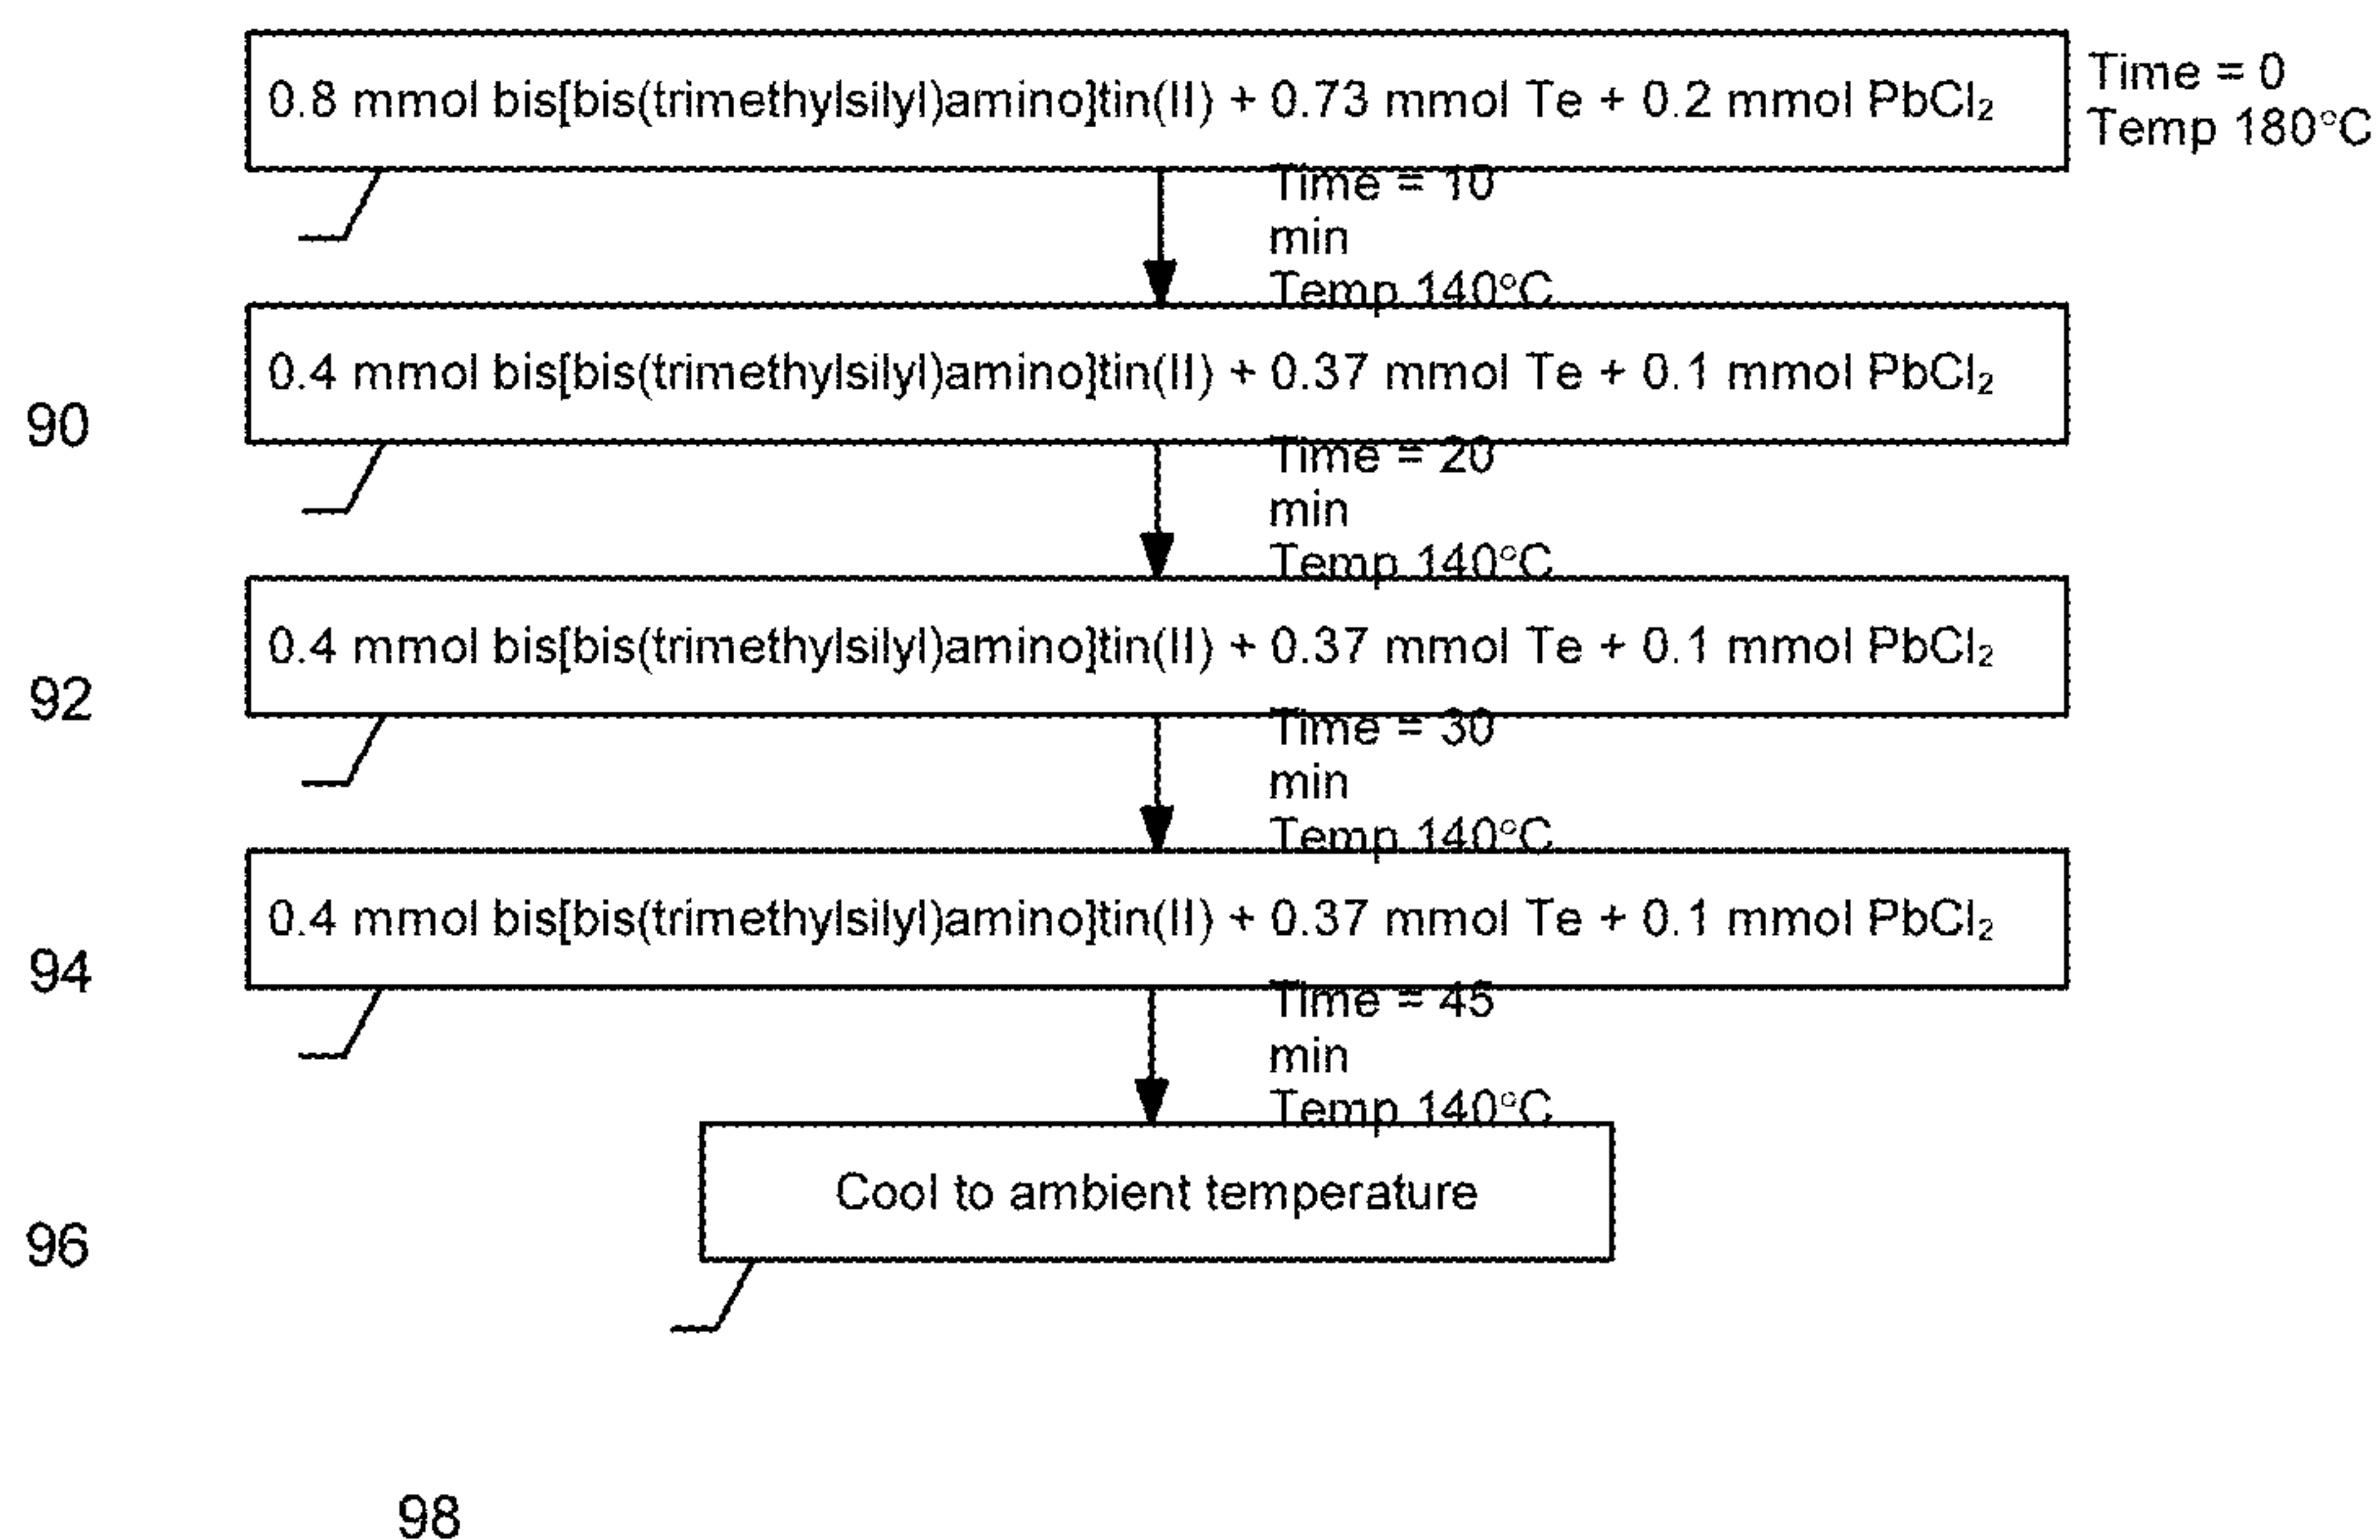 0.8 mmol bis[bis(trimethylsilyl)amino]tin(II) + 0.73 mmol Te + 0.2 mmol PbCl₂
Time = 0
Temp 180°C
Time = 10
min
Temp 140°C
0.4 mmol bis[bis(trimethylsilyl)amino]tin(II) + 0.37 mmol Te + 0.1 mmol PbCl₂
90
Time = 20
min
Temp 140°C
0.4 mmol bis[bis(trimethylsilyl)amino]tin(II) + 0.37 mmol Te + 0.1 mmol PbCl₂
92
Time = 30
min
Temp 140°C
0.4 mmol bis[bis(trimethylsilyl)amino]tin(II) + 0.37 mmol Te + 0.1 mmol PbCl₂
94
Time = 45
min
Temp 140°C
Cool to ambient temperature
96
98